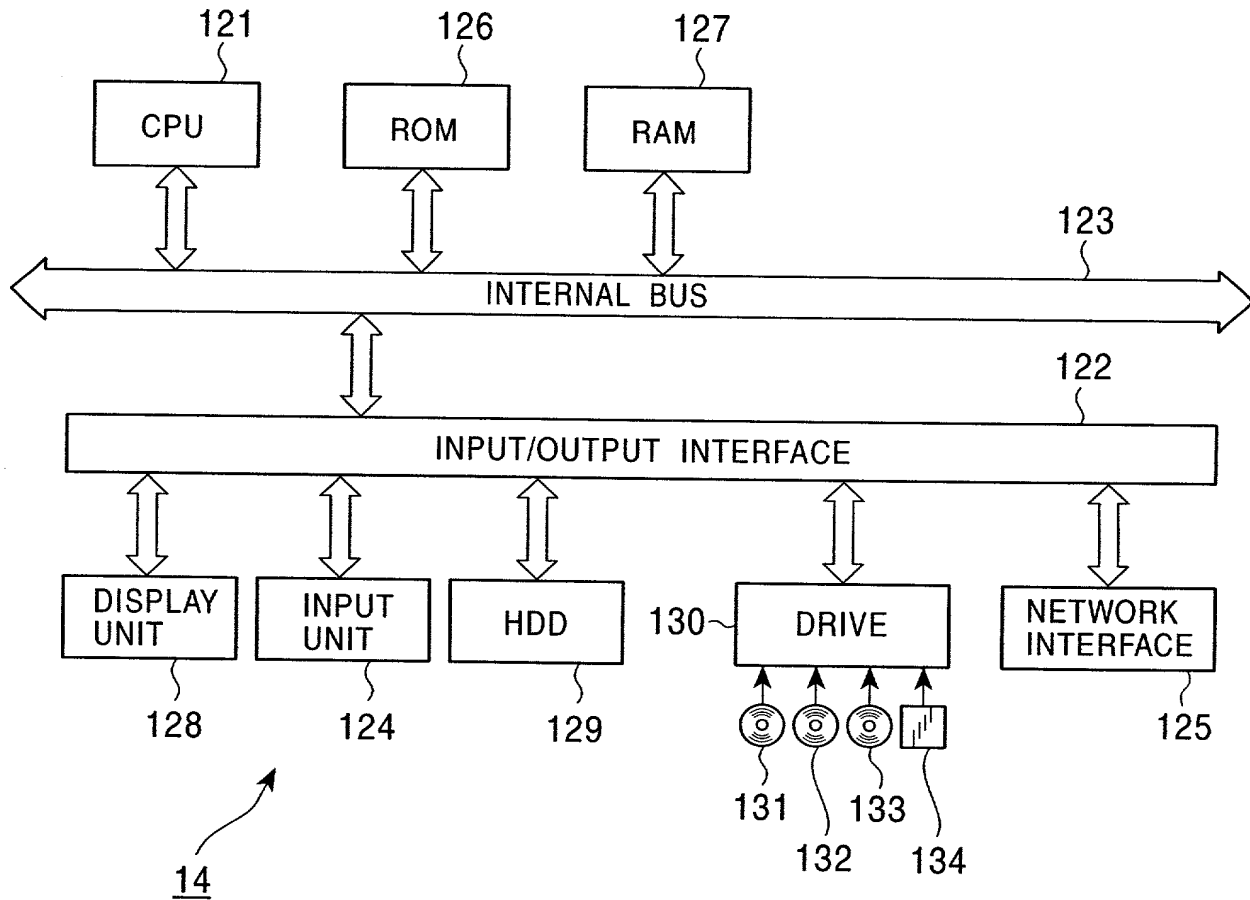 121
126
127
CPU
ROM
RAM
123
INTERNAL BUS
122
INPUT/OUTPUT INTERFACE
DISPLAY
UNIT
INPUT
UNIT
HDD
130
DRIVE
NETWORK
INTERFACE
128
124
129
125
131
133
132
134
14